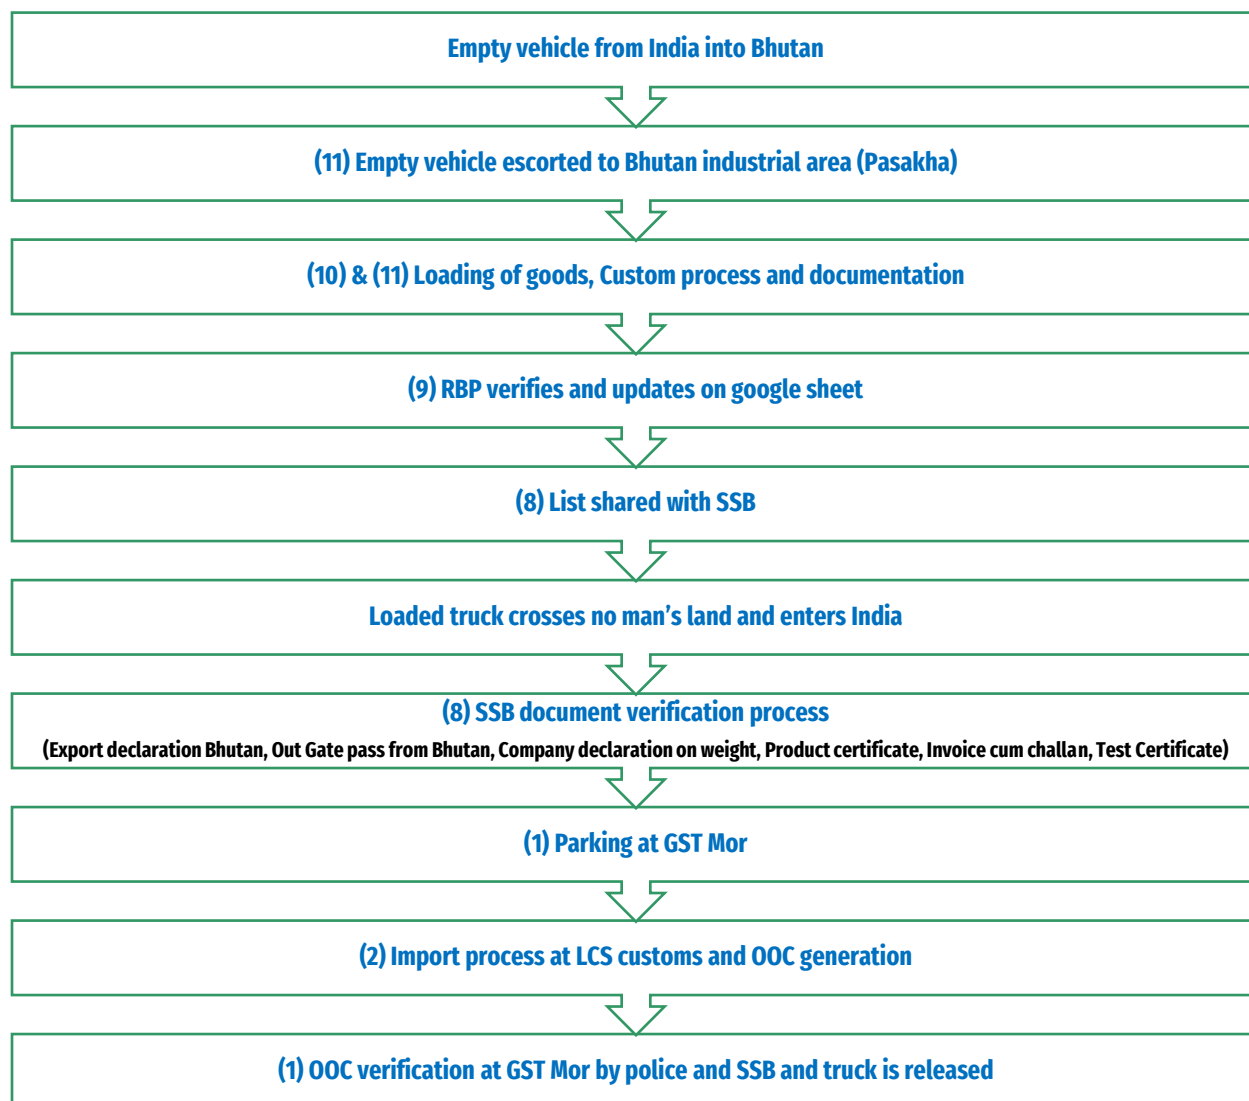 Empty vehicle from India into Bhutan
(11) Empty vehicle escorted to Bhutan industrial area (Pasakha)
(10) & (11) Loading of goods, Custom process and documentation
(9) RBP verifies and updates on google sheet
(8) List shared with SSB
Loaded truck crosses no man’s land and enters India
(8) SSB document verification process
(Export declaration Bhutan, Out Gate pass from Bhutan, Company declaration on weight, Product certificate, Invoice cum challan, Test Certificate)
(1) Parking at GST Mor
(2) Import process at LCS customs and OOC generation
(1) OOC verification at GST Mor by police and SSB and truck is released